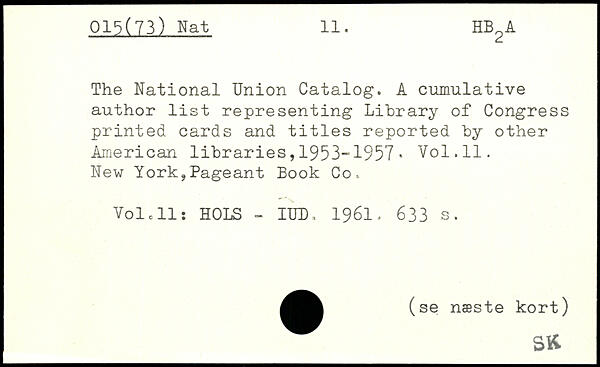 015(73) Nat 11. HB2A
The National Union Catalog. A cumulative
author list representing Library of Congress
printed cards and titles reported by other
American libraries,1953-1957. Vol.11.
New York,Pageant Book Co.
Vol.11: HOLS - IUD. 1961. 633 s.
(se næste kort)
SK